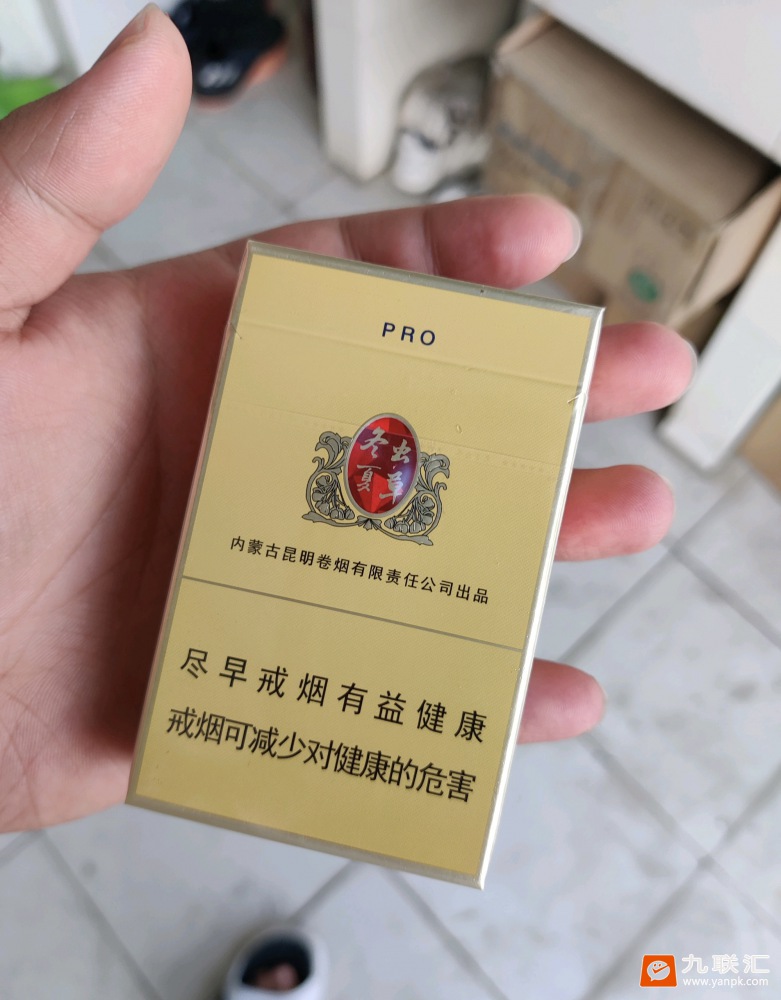 PRO
冬虫
夏草
内蒙古昆明卷烟有限责任公司出品
尽早戒烟有益健康
戒烟可减少对健康的危害
九联汇
www.yanpk.com